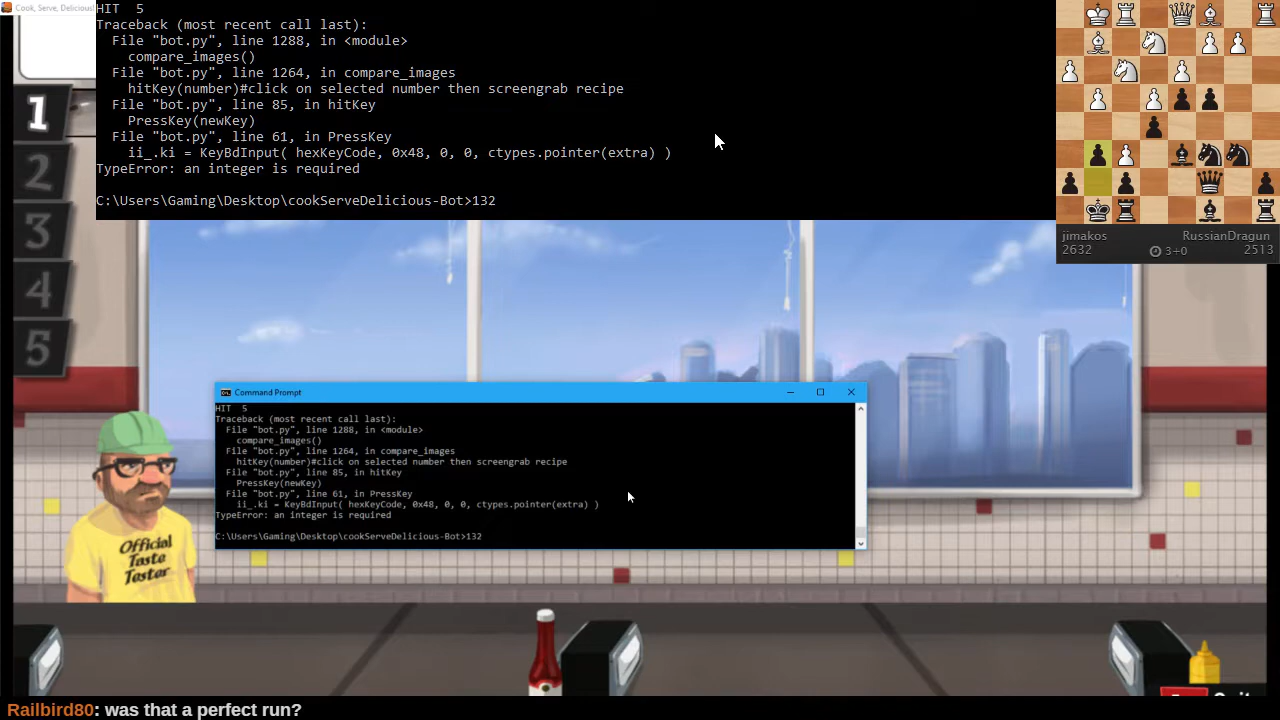 Cook, Serve, Delicious!
HIT  5
Traceback (most recent call last):
  File "bot.py", line 1288, in <module>
    compare_images()
  File "bot.py", line 1264, in compare_images
    hitKey(number)#click on selected number then screengrab recipe
  File "bot.py", line 85, in hitKey
    PressKey(newKey)
  File "bot.py", line 61, in PressKey
    ii_.ki = KeyBdInput( hexKeyCode, 0x48, 0, 0, ctypes.pointer(extra) )
TypeError: an integer is required
C:\Users\Gaming\Desktop\cookServeDelicious-Bot>132
jimakos RussianDragun
2632 3+0 2513
1
2
3
4
5
Command Prompt
HIT  5
Traceback (most recent call last):
  File "bot.py", line 1288, in <module>
    compare_images()
  File "bot.py", line 1264, in compare_images
    hitKey(number)#click on selected number then screengrab recipe
  File "bot.py", line 85, in hitKey
    PressKey(newKey)
  File "bot.py", line 61, in PressKey
    ii_.ki = KeyBdInput( hexKeyCode, 0x48, 0, 0, ctypes.pointer(extra) )
TypeError: an integer is required
C:\Users\Gaming\Desktop\cookServeDelicious-Bot>132
Official
Taste
Tester
Railbird80: was that a perfect run?